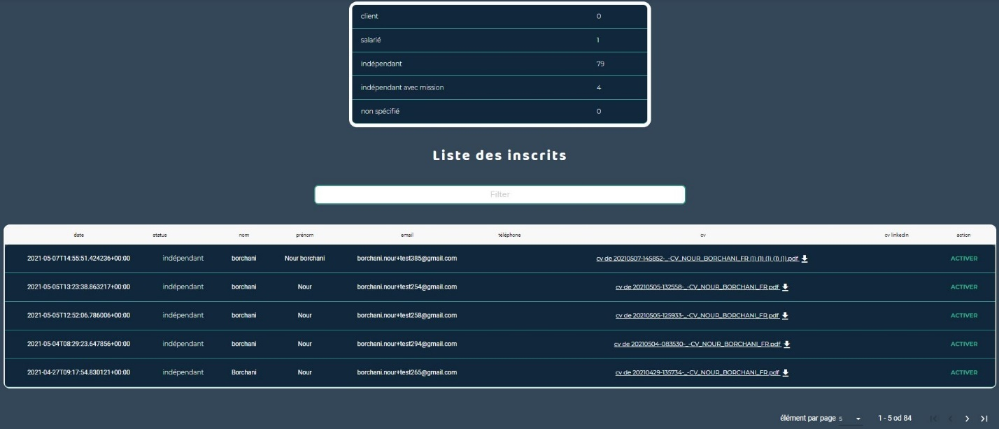 client 0
salarié 1
indépendant 79
indépendant avec mission 4
non spécifié 0
Liste des inscrits
Filter
date status nom prénom email téléphone cv cv linkedin action
2021-05-07T14:55:51.424236+00:00 indépendant borchani Nour borchani borchani.nour+test385@gmail.com cv de 20210507-145852-_-CV_NOUR_BORCHANI_FR (1) (1) (1) (1) (1).pdf ACTIVER
2021-05-05T13:23:38.863217+00:00 indépendant borchani Nour borchani.nour+test254@gmail.com cv de 20210505-132558-_-CV_NOUR_BORCHANI_FR.pdf ACTIVER
2021-05-05T12:52:06.786006+00:00 indépendant borchani Nour borchani.nour+test258@gmail.com cv de 20210505-125933-_-CV_NOUR_BORCHANI_FR.pdf ACTIVER
2021-05-04T08:29:23.647856+00:00 indépendant borchani Nour borchani.nour+test294@gmail.com cv de 20210504-083530-_-CV_NOUR_BORCHANI_FR.pdf ACTIVER
2021-04-27T09:17:54.830121+00:00 indépendant Borchani Nour borchani.nour+test265@gmail.com cv de 20210429-135734-_-CV_NOUR_BORCHANI_FR.pdf ACTIVER
élément par page 5 1 - 5 od 84